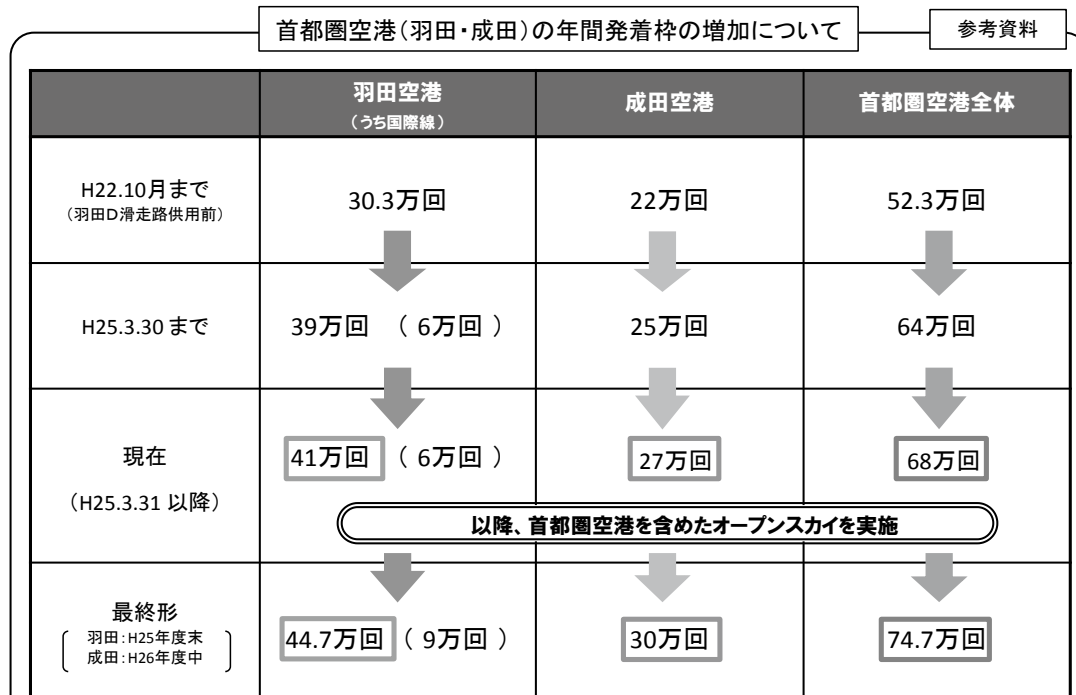 首都圏空港(羽田・成田)の年間発着枠の増加について
参考資料
羽田空港
(うち国際線)
成田空港
首都圏空港全体
H22.10月まで
(羽田D滑走路供用前)
30.3万回
22万回
52.3万回
H25.3.30 まで
39万回 ( 6万回 )
25万回
64万回
現在
(H25.3.31 以降)
41万回 ( 6万回 )
27万回
68万回
以降、首都圏空港を含めたオープンスカイを実施
最終形
羽田:H25年度末
成田:H26年度中
44.7万回 ( 9万回 )
30万回
74.7万回